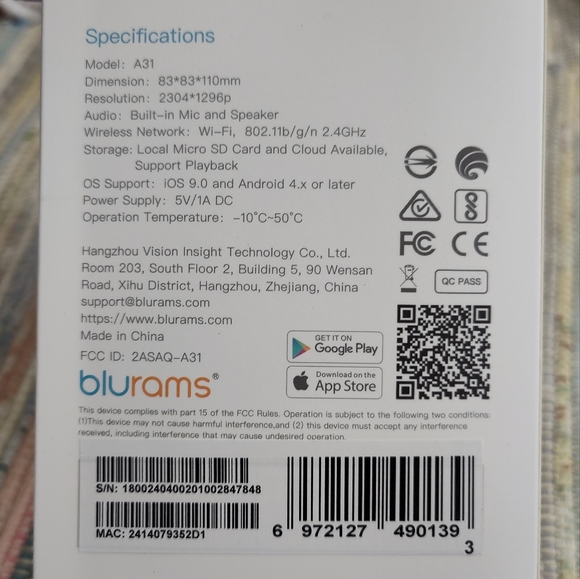 Specifications
Model: A31
Dimension: 83*83*110mm
Resolution: 2304*1296p
Audio: Built-in Mic and Speaker
Wireless Network: Wi-Fi, 802.11b/g/n 2.4GHz
Storage: Local Micro SD Card and Cloud Available,
Support Playback
OS Support: iOS 9.0 and Android 4.x or later
Power Supply: 5V/1A DC
Operation Temperature: -10°C~50°C
Hangzhou Vision Insight Technology Co., Ltd.
Room 203, South Floor 2, Building 5, 90 Wensan
Road, Xihu District, Hangzhou, Zhejiang, China
support@blurams.com
https://www.blurams.com
Made in China
FCC ID: 2ASAQ-A31
FC CE
QC PASS
GET IT ON
Google Play
Download on the
App Store
blurams®
This device complies with part 15 of the FCC Rules. Operation is subject to the following two conditions:
(1)This device may not cause harmful interference,and (2) this device must accept any interference
received, including interference that may cause undesired operation.
S/N: 1800240400201002847848
MAC: 2414079352D1
6 972127 490139
3